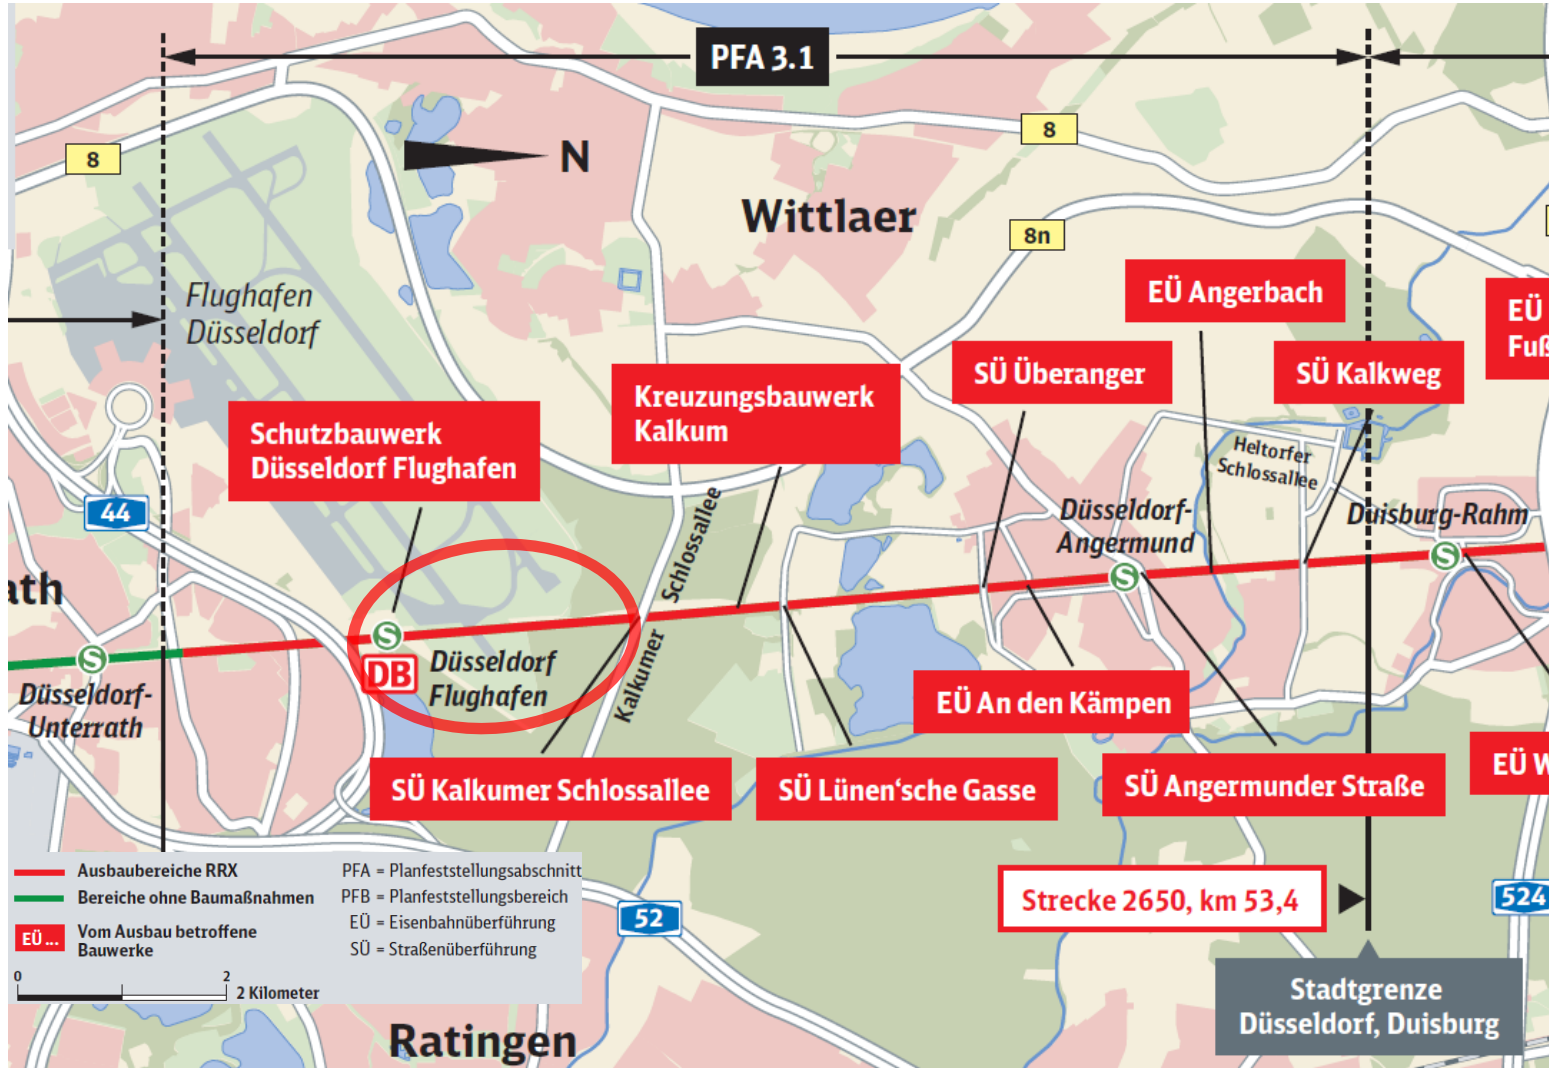 PFA 3.1
8
8
N
Wittlaer
8n
Flughafen
Düsseldorf
EÜ Angerbach
EÜ
Fuß
SÜ Überanger
SÜ Kalkweg
Kreuzungsbauwerk
Kalkum
Schutzbauwerk
Düsseldorf Flughafen
44
Heltorfer
Schlossallee
Düsseldorf-
Angermund
Duisburg-Rahm
Kalkumer Schlossallee
ath
S
S
S
S
DB
Düsseldorf
Flughafen
Düsseldorf-
Unterrath
EÜ An den Kämpen
SÜ Kalkumer Schlossallee
SÜ Lünen‘sche Gasse
SÜ Angermunder Straße
EÜ W
Strecke 2650, km 53,4
52
524
Stadtgrenze
Düsseldorf, Duisburg
Ratingen
Ausbaubereiche RRX
Bereiche ohne Baumaßnahmen
EÜ ...
Vom Ausbau betroffene
Bauwerke
PFA = Planfeststellungsabschnitt
PFB = Planfeststellungsbereich
EÜ = Eisenbahnüberführung
SÜ = Straßenüberführung
0
2
2 Kilometer